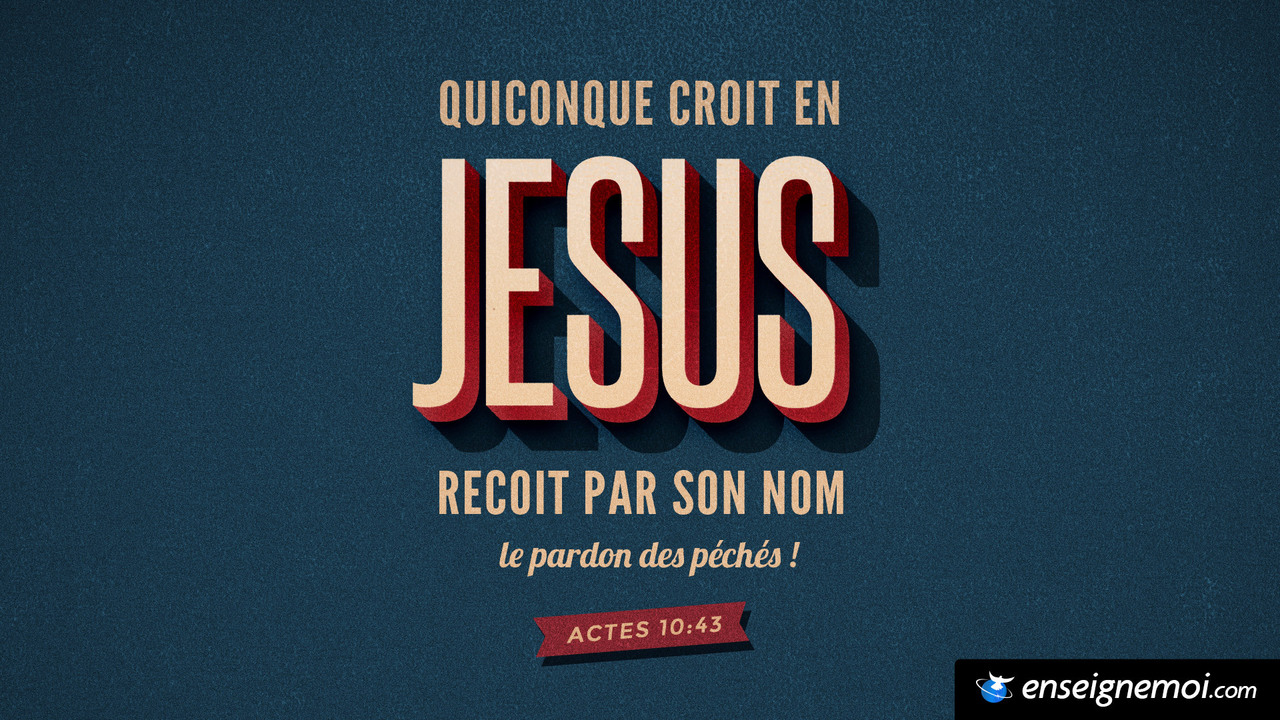 QUICONQUE CROIT EN
JESUS
RECOIT PAR SON NOM
le pardon des péchés !
ACTES 10:43
enseignemoi.com